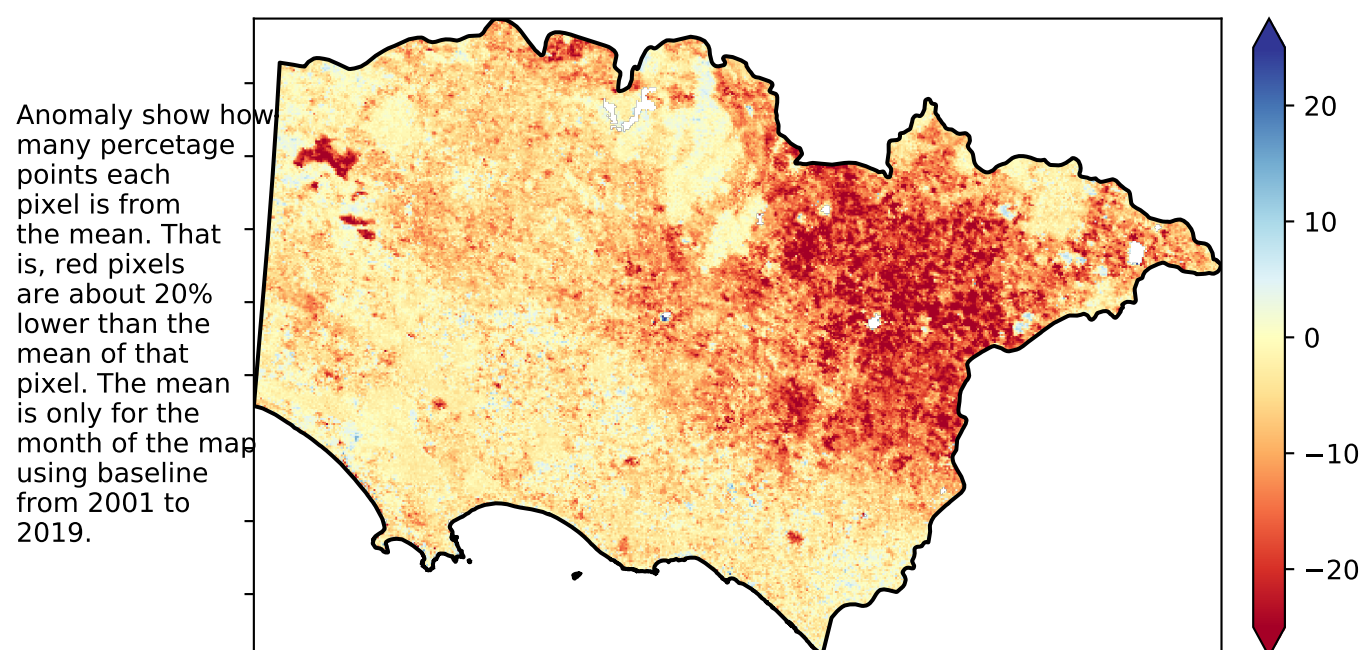 Anomaly show how
many percetage
points each
pixel is from
the mean. That
is, red pixels
are about 20%
lower than the
mean of that
pixel. The mean
is only for the
month of the map
using baseline
from 2001 to
2019.
20
10
0
−10
−20